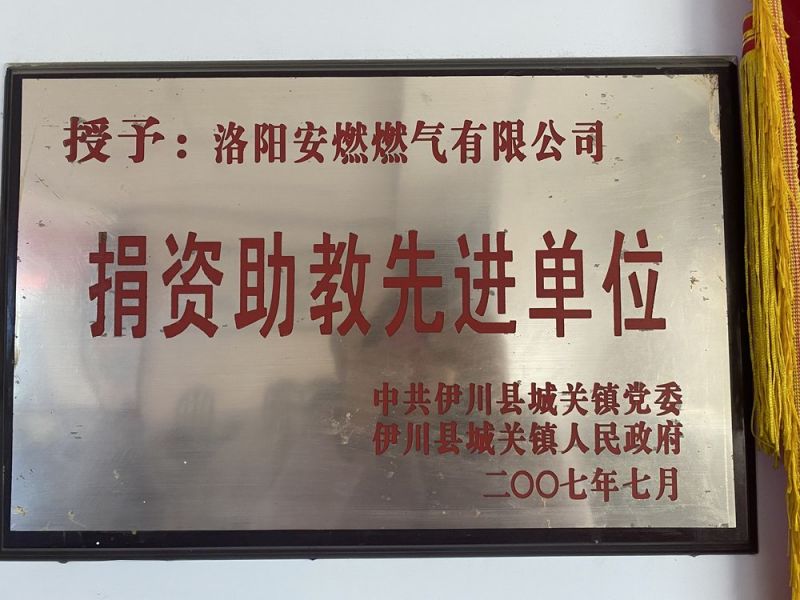 授予：洛阳安燃燃气有限公司
捐资助教先进单位
中共伊川县城关镇党委
伊川县城关镇人民政府
二〇〇七年七月